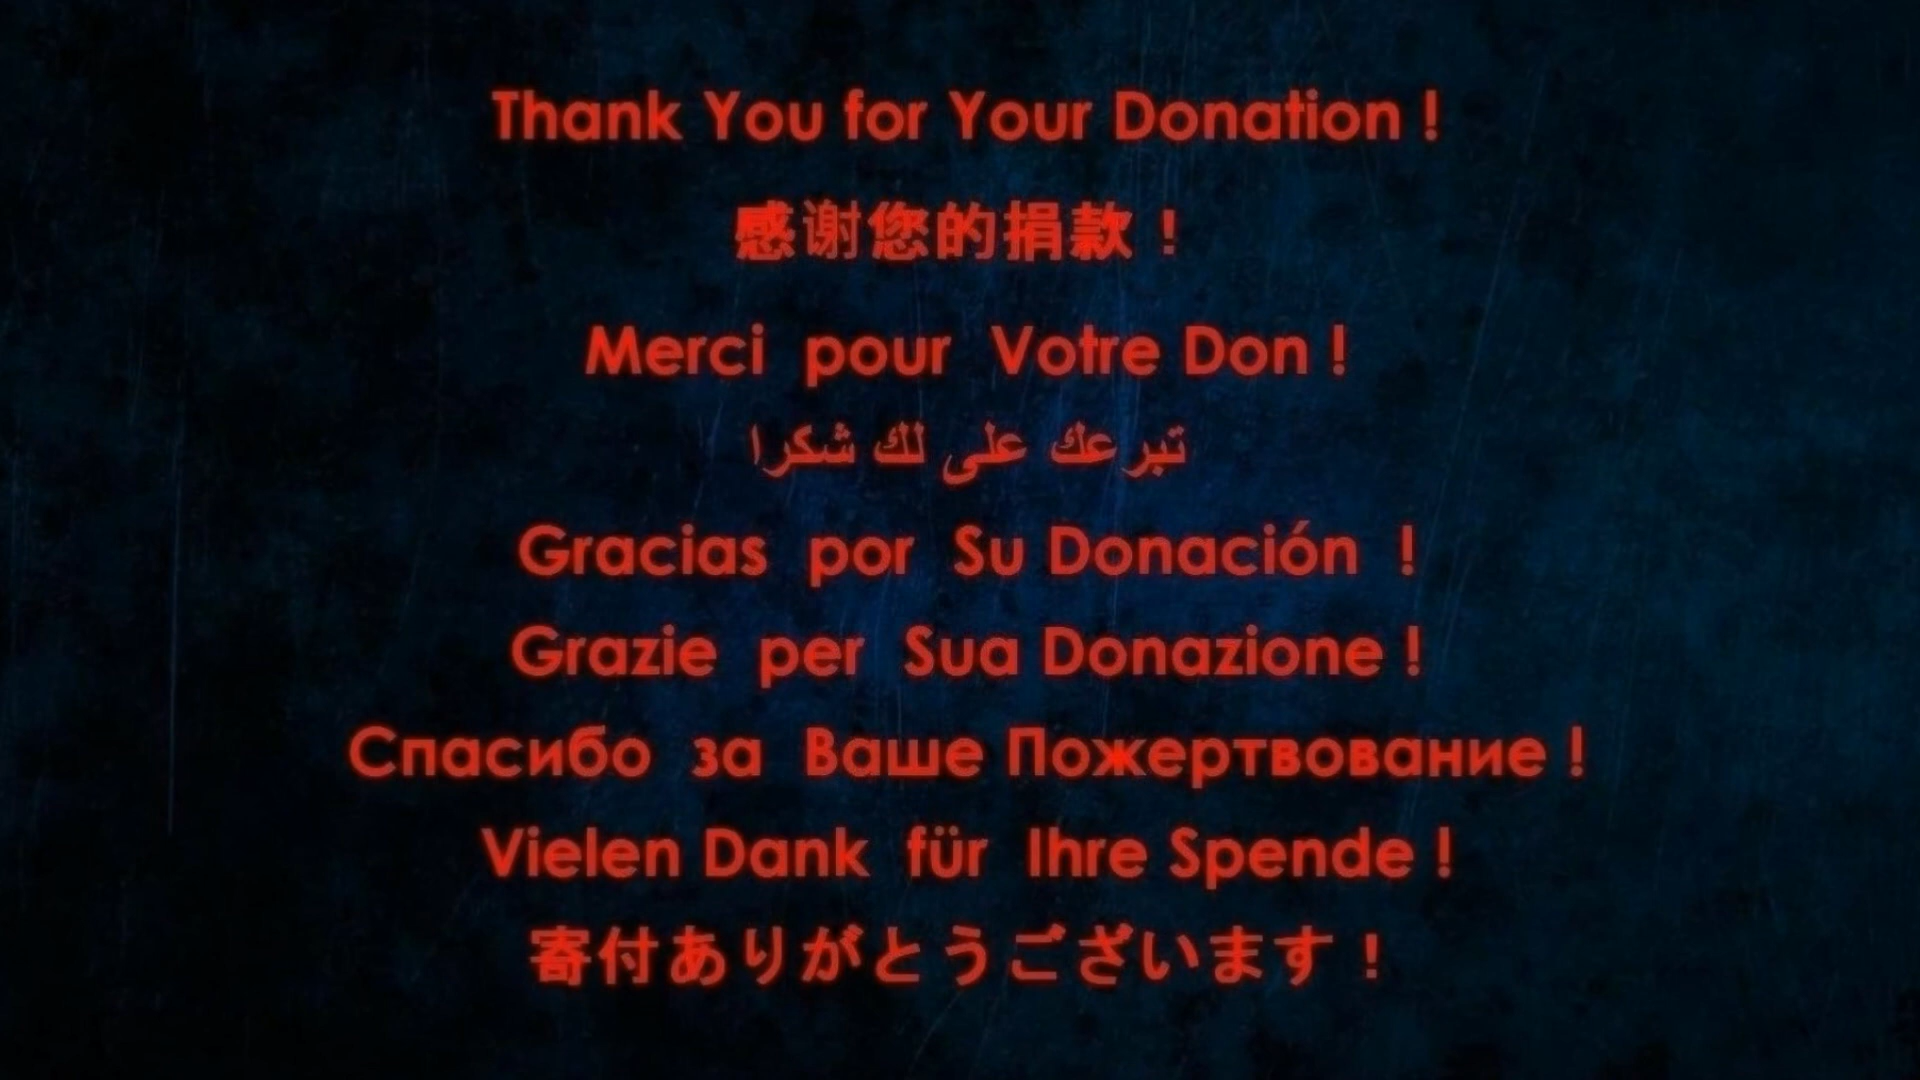 Thank You for Your Donation !
感谢您的捐款！
Merci pour Votre Don !
تبرعك على لك شكرا
Gracias por Su Donación !
Grazie per Sua Donazione !
Спасибо за Ваше Пожертвование !
Vielen Dank für Ihre Spende !
寄付ありがとうございます！